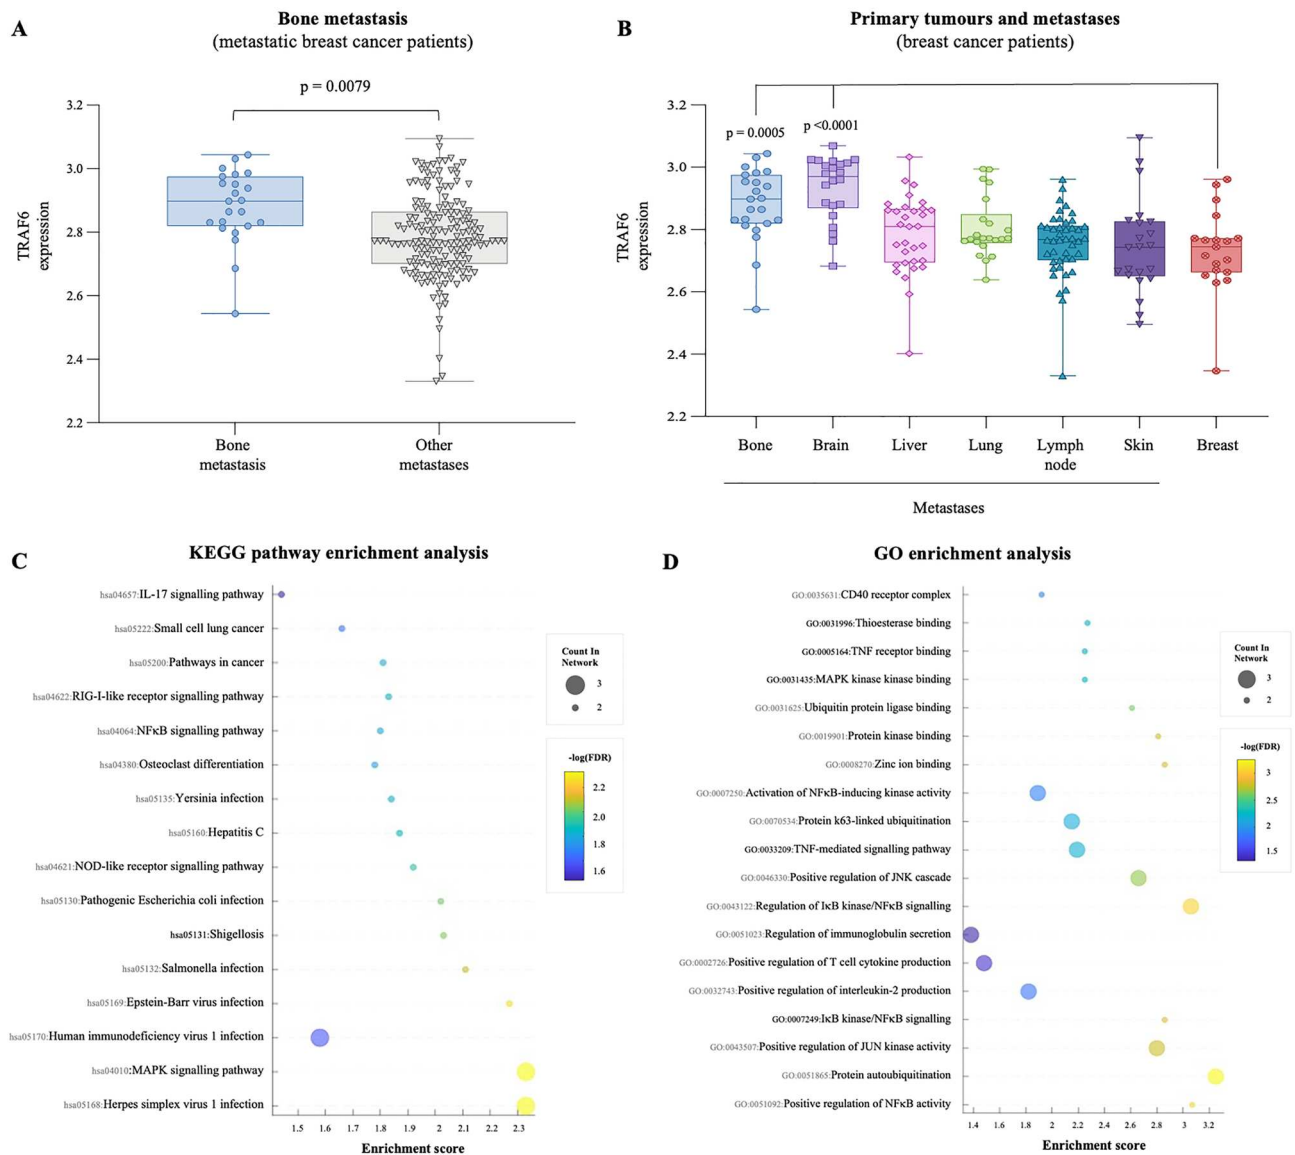 A
Bone metastasis
(metastatic breast cancer patients)
p = 0.0079
TRAF6
expression
3.2
3.0
2.8
2.6
2.4
2.2
Bone
metastasis
Other
metastases
B
Primary tumours and metastases
(breast cancer patients)
p = 0.0005
p <0.0001
TRAF6
expression
3.2
3.0
2.8
2.6
2.4
2.2
Bone
Brain
Liver
Lung
Lymph
node
Skin
Breast
Metastases
C
KEGG pathway enrichment analysis
hsa04657:IL-17 signalling pathway
hsa05222:Small cell lung cancer
hsa05200:Pathways in cancer
hsa04622:RIG-I-like receptor signalling pathway
hsa04064:NFκB signalling pathway
hsa04380:Osteoclast differentiation
hsa05135:Yersinia infection
hsa05160:Hepatitis C
hsa04621:NOD-like receptor signalling pathway
hsa05130:Pathogenic Escherichia coli infection
hsa05131:Shigellosis
hsa05132:Salmonella infection
hsa05169:Epstein-Barr virus infection
hsa05170:Human immunodeficiency virus 1 infection
hsa04010:MAPK signalling pathway
hsa05168:Herpes simplex virus 1 infection
1.5 1.6 1.7 1.8 1.9 2.0 2.1 2.2 2.3
Enrichment score
Count In
Network
3
2
-log(FDR)
2.2
2.0
1.8
1.6
D
GO enrichment analysis
GO:0035631:CD40 receptor complex
GO:0031996:Thioesterase binding
GO:0005164:TNF receptor binding
GO:0031435:MAPK kinase kinase binding
GO:0031625:Ubiquitin protein ligase binding
GO:0019901:Protein kinase binding
GO:0008270:Zinc ion binding
GO:0007250:Activation of NFκB-inducing kinase activity
GO:0070534:Protein k63-linked ubiquitination
GO:0033209:TNF-mediated signalling pathway
GO:0046330:Positive regulation of JNK cascade
GO:0043122:Regulation of IκB kinase/NFκB signalling
GO:0051023:Regulation of immunoglobulin secretion
GO:0002726:Positive regulation of T cell cytokine production
GO:0032743:Positive regulation of interleukin-2 production
GO:0007249:IκB kinase/NFκB signalling
GO:0043507:Positive regulation of JUN kinase activity
GO:0051865:Protein autoubiquitination
GO:0051092:Positive regulation of NFκB activity
1.4 1.6 1.8 2 2.2 2.4 2.6 2.8 3 3.2
Enrichment score
Count In
Network
3
2
-log(FDR)
3
2.5
2
1.5